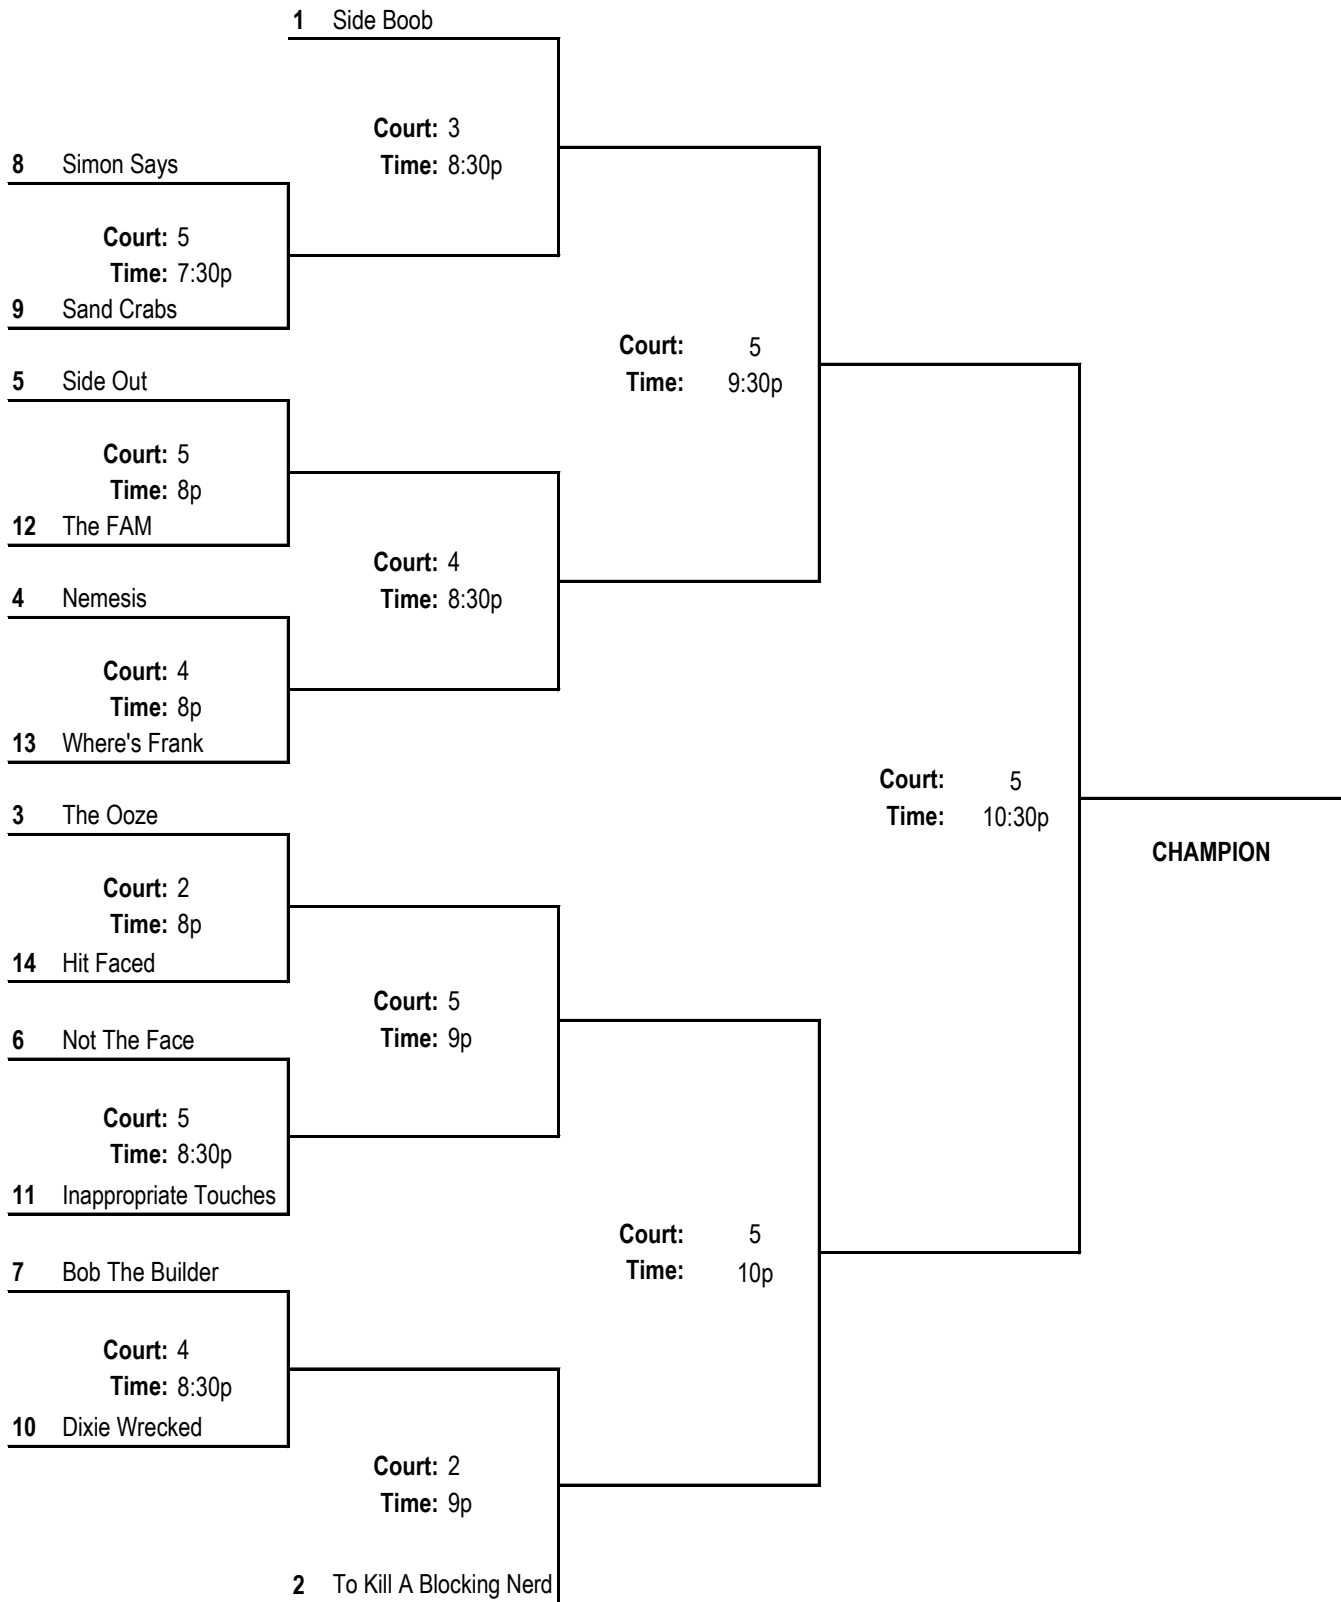 1 Side Boob
Court: 3
Time: 8:30p
8 Simon Says
Court: 5
Time: 7:30p
9 Sand Crabs
Court: 5
Time: 9:30p
5 Side Out
Court: 5
Time: 8p
12 The FAM
Court: 4
Time: 8:30p
4 Nemesis
Court: 4
Time: 8p
13 Where's Frank
Court: 5
Time: 10:30p
CHAMPION
3 The Ooze
Court: 2
Time: 8p
14 Hit Faced
Court: 5
Time: 9p
6 Not The Face
Court: 5
Time: 8:30p
11 Inappropriate Touches
Court: 5
Time: 10p
7 Bob The Builder
Court: 4
Time: 8:30p
10 Dixie Wrecked
Court: 2
Time: 9p
2 To Kill A Blocking Nerd